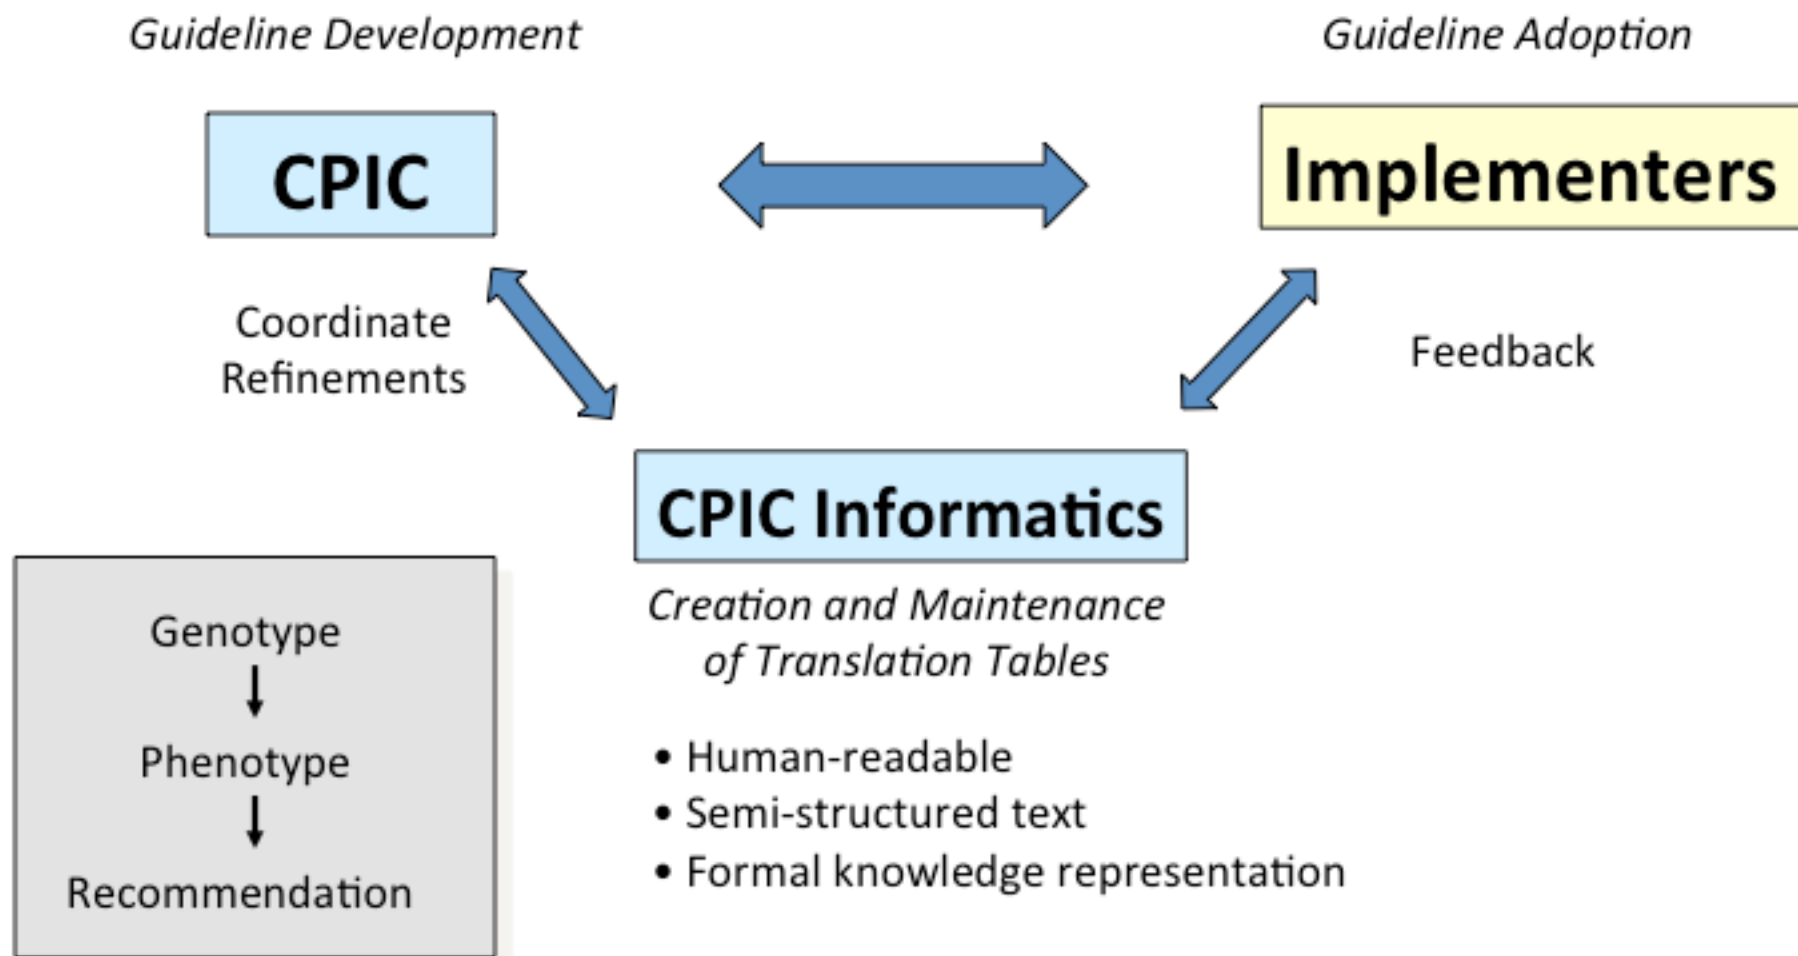 Guideline Development
Guideline Adoption
CPIC
Implementers
Coordinate
Refinements
Feedback
CPIC Informatics
Creation and Maintenance
of Translation Tables
• Human-readable
• Semi-structured text
• Formal knowledge representation
Genotype
Phenotype
Recommendation